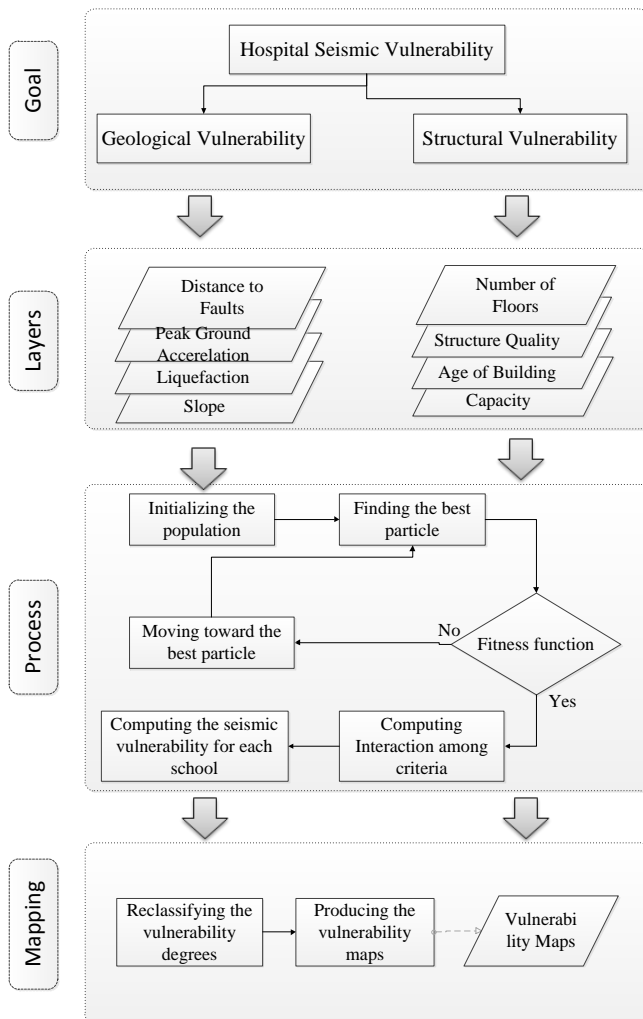 Goal
Hospital Seismic Vulnerability
Geological Vulnerability
Structural Vulnerability
Layers
Distance to
Faults
Peak Ground
Accerelation
Liquefaction
Slope
Number of
Floors
Structure Quality
Age of Building
Capacity
Process
Initializing the
population
Finding the best
particle
Moving toward the
best particle
No
Fitness function
Yes
Computing the seismic
vulnerability for each
school
Computing
Interaction among
criteria
Mapping
Reclassifying the
vulnerability
degrees
Producing the
vulnerability
maps
Vulnerabi
lity Maps